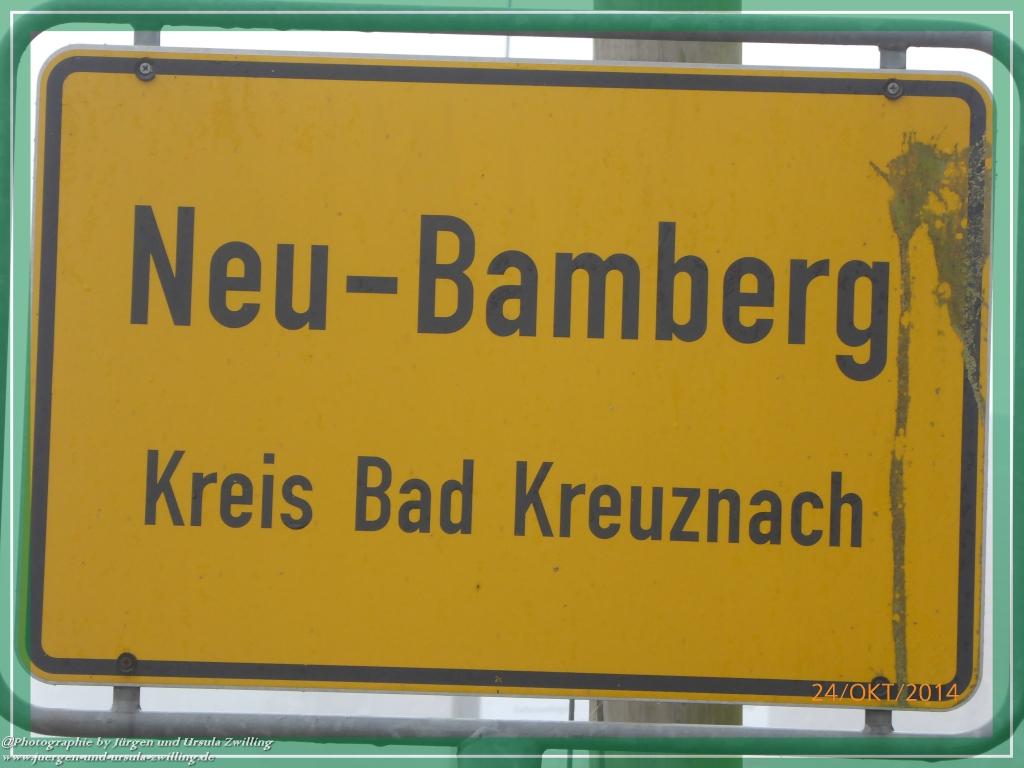 Neu-Bamberg
Kreis Bad Kreuznach
24/OKT/2014
@Photographie by Jürgen und Ursula Zwilling
www.juergen-und-ursula-zwilling.de